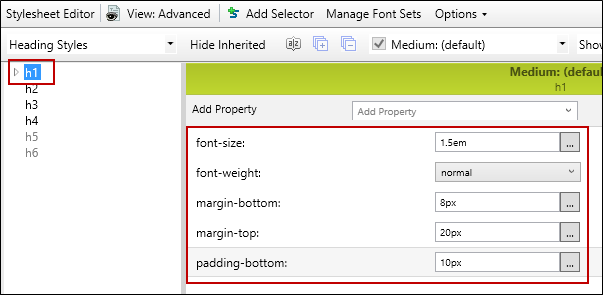 Stylesheet Editor View: Advanced Add Selector Manage Font Sets Options
Heading Styles Hide Inherited Medium: (default) Show
h1
h2
h3
h4
h5
h6
Medium: (defa
h1
Add Property Add Property
font-size: 1.5em ...
font-weight: normal
margin-bottom: 8px ...
margin-top: 20px ...
padding-bottom: 10px ...